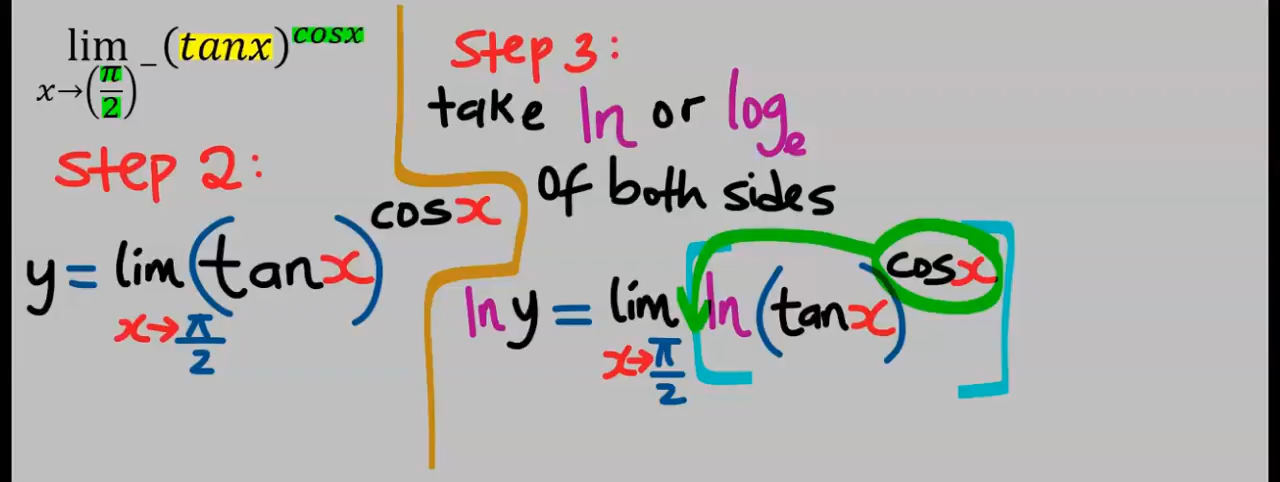 lim x→(π/2)⁻ (tanx)^cosx
Step 2:
y = lim x→π/2 (tanx)^cosx
Step 3:
take ln or logₑ
of both sides
ln y = lim x→π/2 [ln(tanx)^cosx]